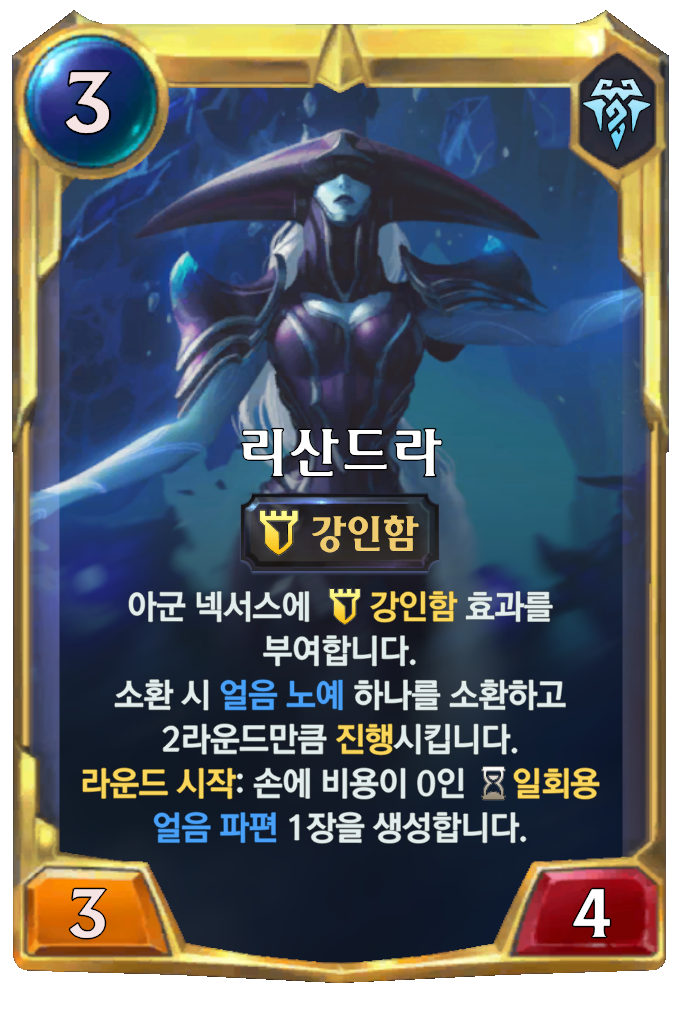 3
리산드라
강인함
아군 넥서스에 강인함 효과를
부여합니다.
소환 시 얼음 노예 하나를 소환하고
2라운드만큼 진행시킵니다.
라운드 시작: 손에 비용이 0인 일회용
얼음 파편 1장을 생성합니다.
3
4